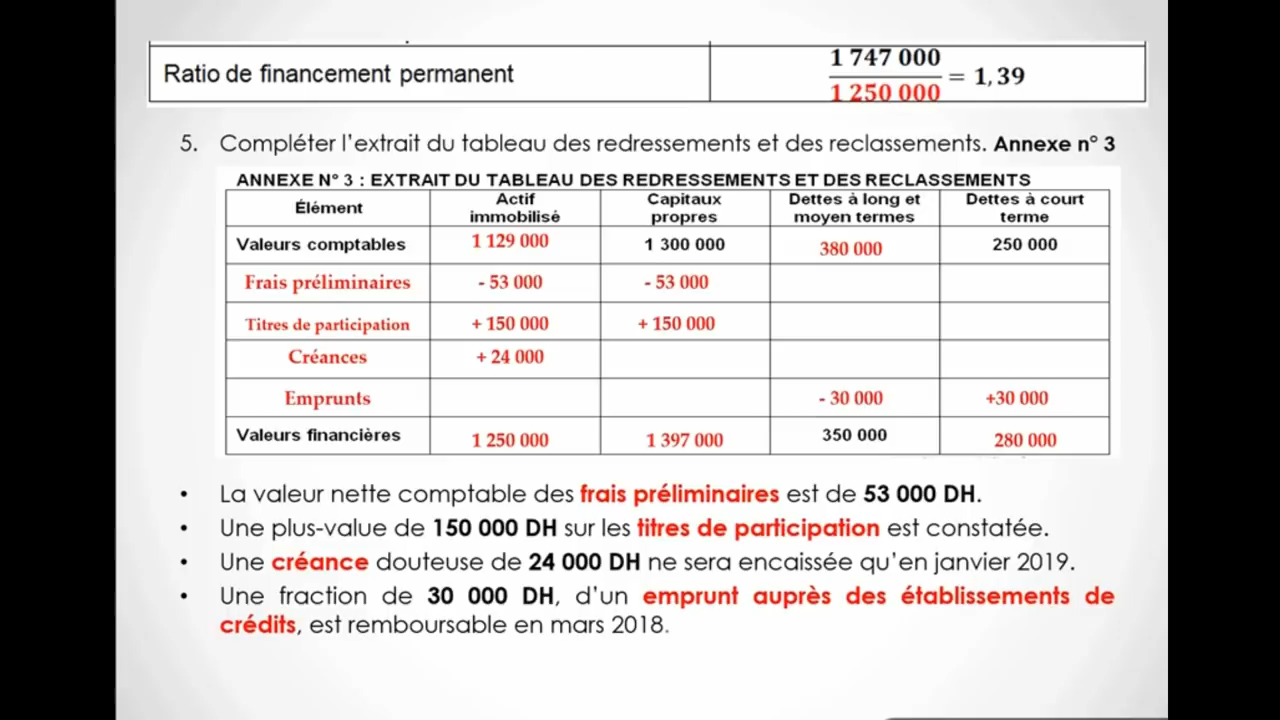 Ratio de financement permanent
1 747 000
1 250 000
= 1, 39
5. Compléter l'extrait du tableau des redressements et des reclassements. Annexe n° 3
ANNEXE N° 3 : EXTRAIT DU TABLEAU DES REDRESSEMENTS ET DES RECLASSEMENTS
Élément | Actif immobilisé | Capitaux propres | Dettes à long et moyen termes | Dettes à court terme
Valeurs comptables | 1 129 000 | 1 300 000 | 380 000 | 250 000
Frais préliminaires | - 53 000 | - 53 000
Titres de participation | + 150 000 | + 150 000
Créances | + 24 000
Emprunts | - 30 000 | +30 000
Valeurs financières | 1 250 000 | 1 397 000 | 350 000 | 280 000
• La valeur nette comptable des frais préliminaires est de 53 000 DH.
• Une plus-value de 150 000 DH sur les titres de participation est constatée.
• Une créance douteuse de 24 000 DH ne sera encaissée qu'en janvier 2019.
• Une fraction de 30 000 DH, d'un emprunt auprès des établissements de
crédits, est remboursable en mars 2018.